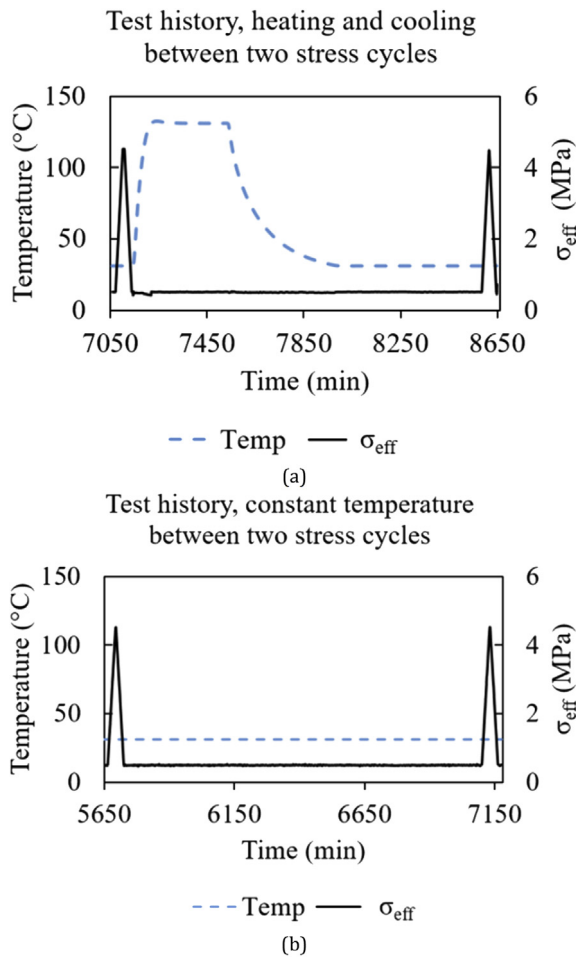 Test history, heating and cooling
between two stress cycles
Temperature (°C)
150
100
50
0
6
4
2
0
σeff (MPa)
7050 7450 7850 8250 8650
Time (min)
Temp σeff
(a)
Test history, constant temperature
between two stress cycles
Temperature (°C)
150
100
50
0
6
4
2
0
σeff (MPa)
5650 6150 6650 7150
Time (min)
Temp σeff
(b)